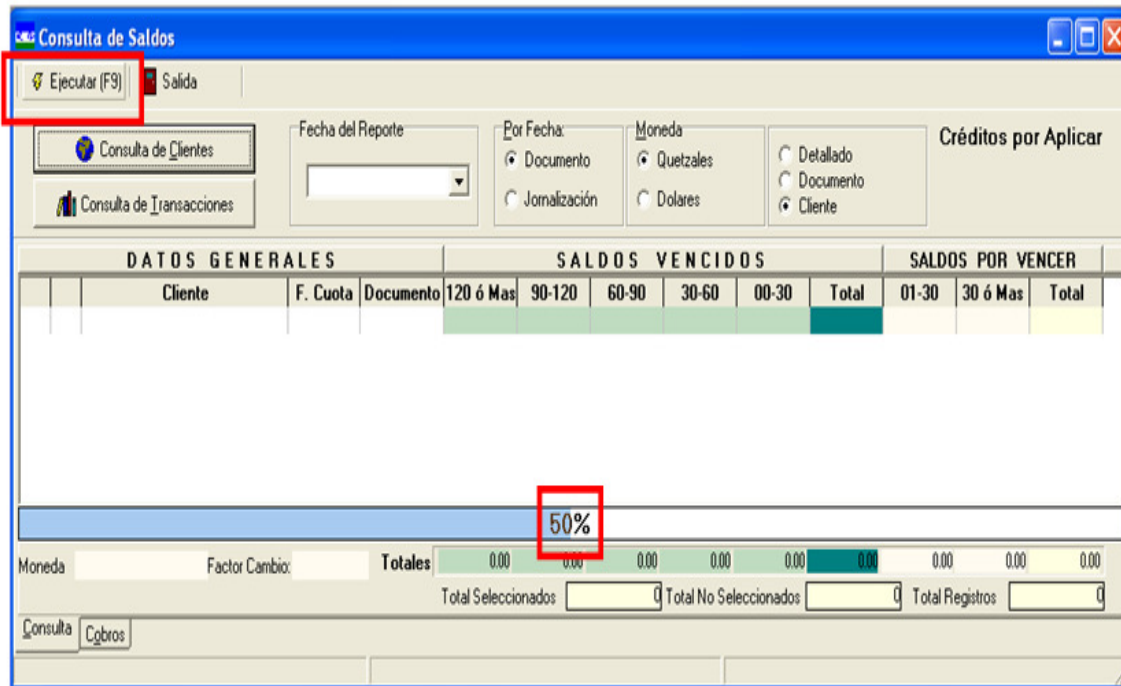 Consulta de Saldos
Ejecutar (F9) Salida
Consulta de Clientes
Consulta de Transacciones
Fecha del Reporte
Por Fecha:
Documento
Jornalización
Moneda
Quetzales
Dolares
Detallado
Documento
Cliente
Créditos por Aplicar
DATOS GENERALES SALDOS VENCIDOS SALDOS POR VENCER
Cliente F. Cuota Documento 120 ó Mas 90-120 60-90 30-60 00-30 Total 01-30 30 ó Mas Total
50%
Moneda Factor Cambio: Totales 0.00 0.00 0.00 0.00 0.00 0.00 0.00 0.00 0.00
Total Seleccionados 0 Total No Seleccionados 0 Total Registros 0
Consulta Cobros